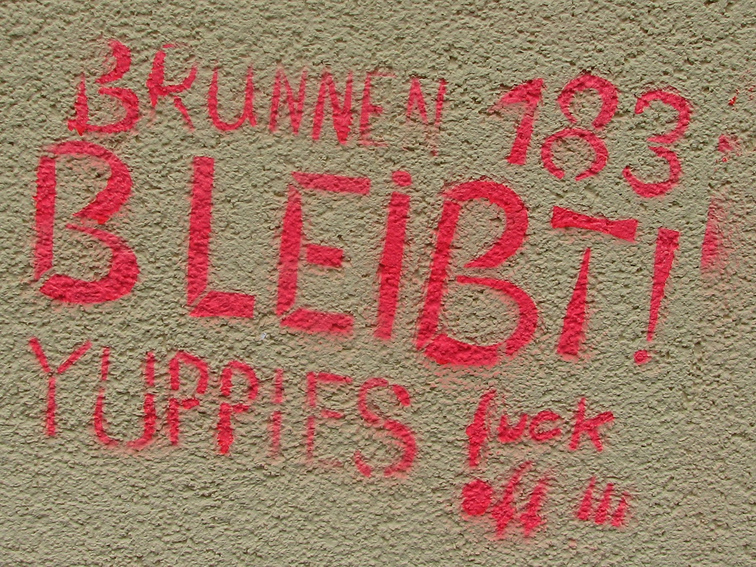 BRUNNEN 183
BLEiBT!
YUPPIES fuck
off !!!